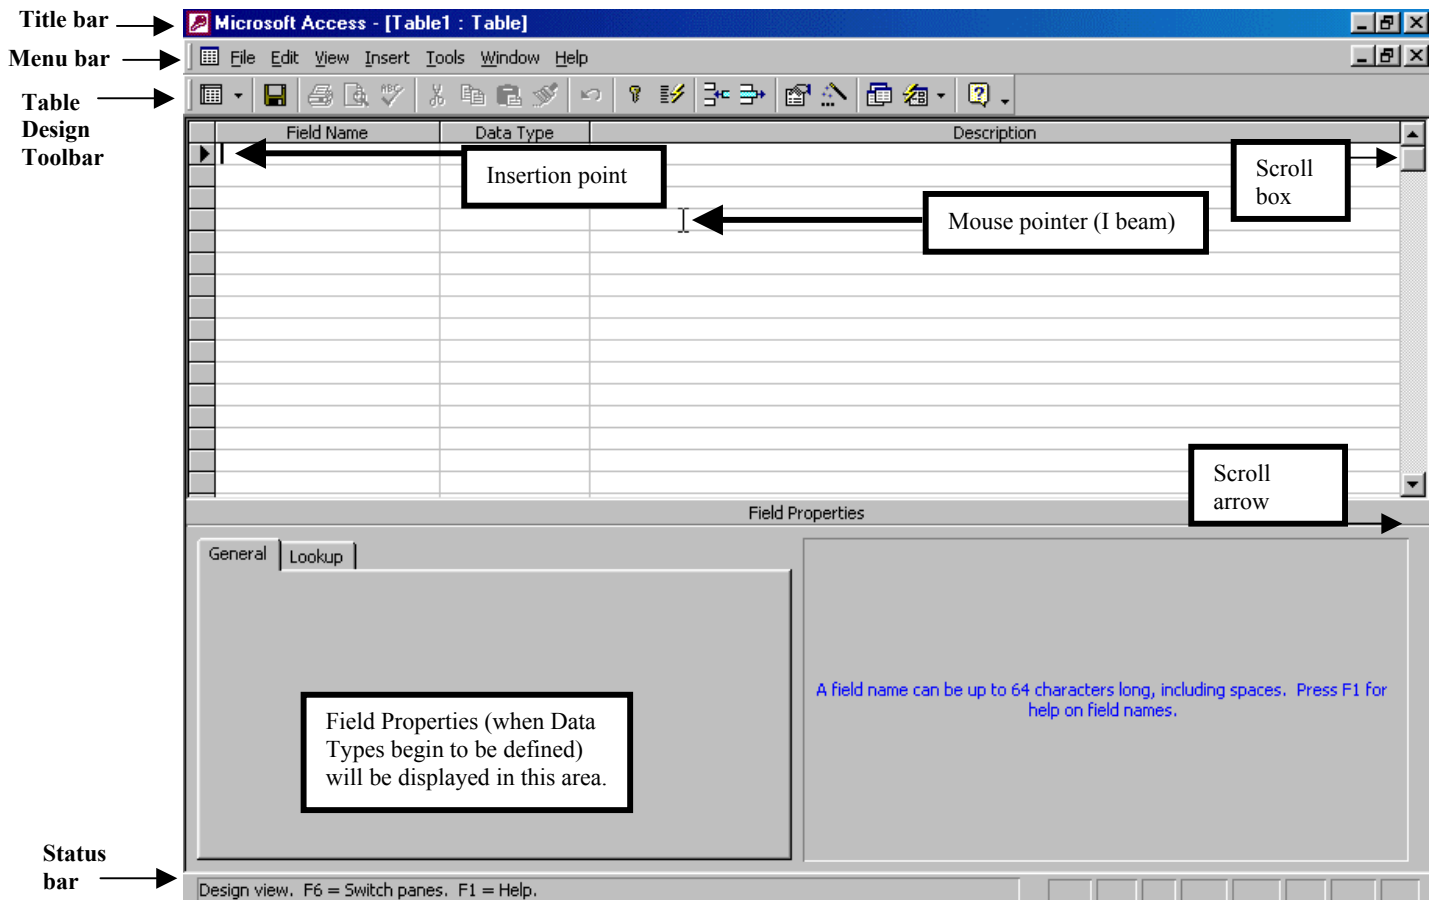 Title bar
Microsoft Access - [Table1 : Table]
Menu bar
File Edit View Insert Tools Window Help
Table
Design
Toolbar
ABC
Field Name Data Type Description
Insertion point
Scroll
box
Mouse pointer (I beam)
Scroll
arrow
Field Properties
General Lookup
A field name can be up to 64 characters long, including spaces. Press F1 for
help on field names.
Field Properties (when Data
Types begin to be defined)
will be displayed in this area.
Status
bar
Design view. F6 = Switch panes. F1 = Help.